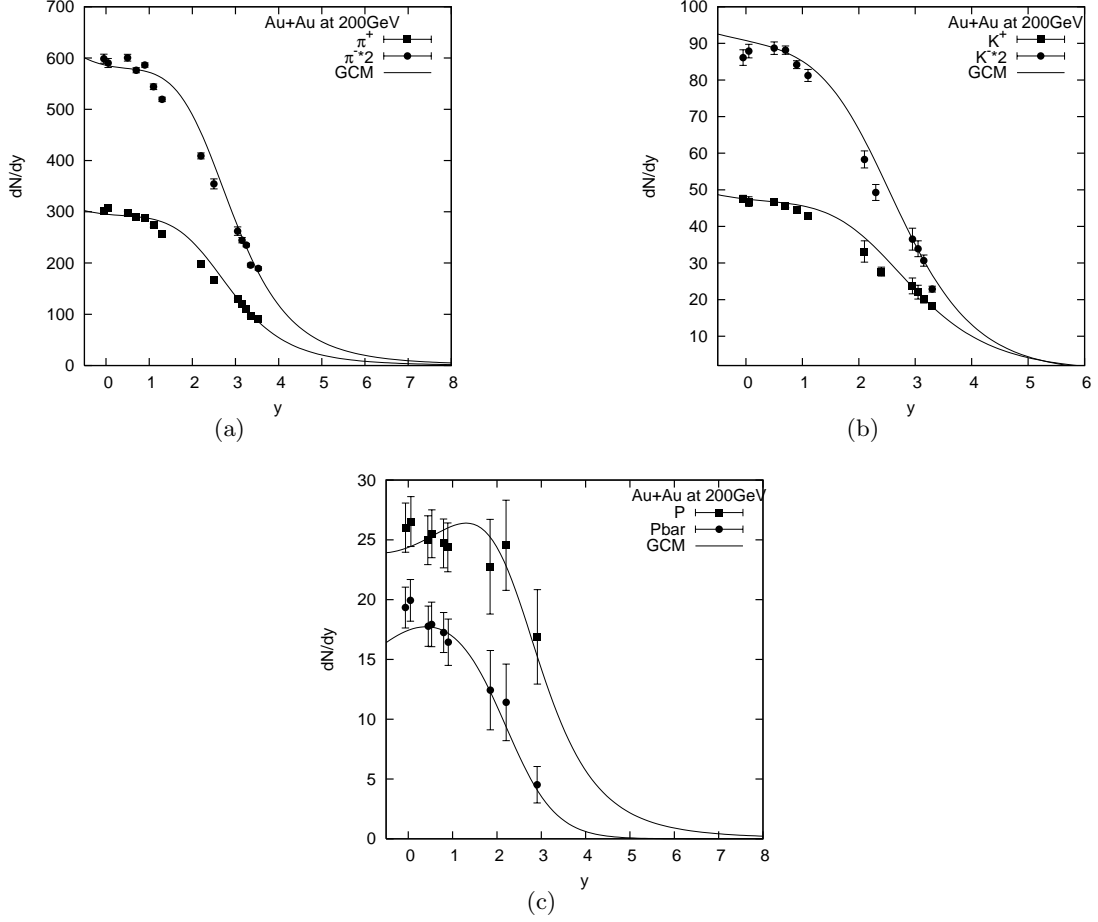 Au+Au at 200GeV
π+
π-*2
GCM
dN/dy
700
600
500
400
300
200
100
0
0 1 2 3 4 5 6 7 8
y
(a)
Au+Au at 200GeV
K+
K-*2
GCM
dN/dy
100
90
80
70
60
50
40
30
20
10
0 1 2 3 4 5 6
y
(b)
Au+Au at 200GeV
P
Pbar
GCM
dN/dy
30
25
20
15
10
5
0
0 1 2 3 4 5 6 7 8
y
(c)